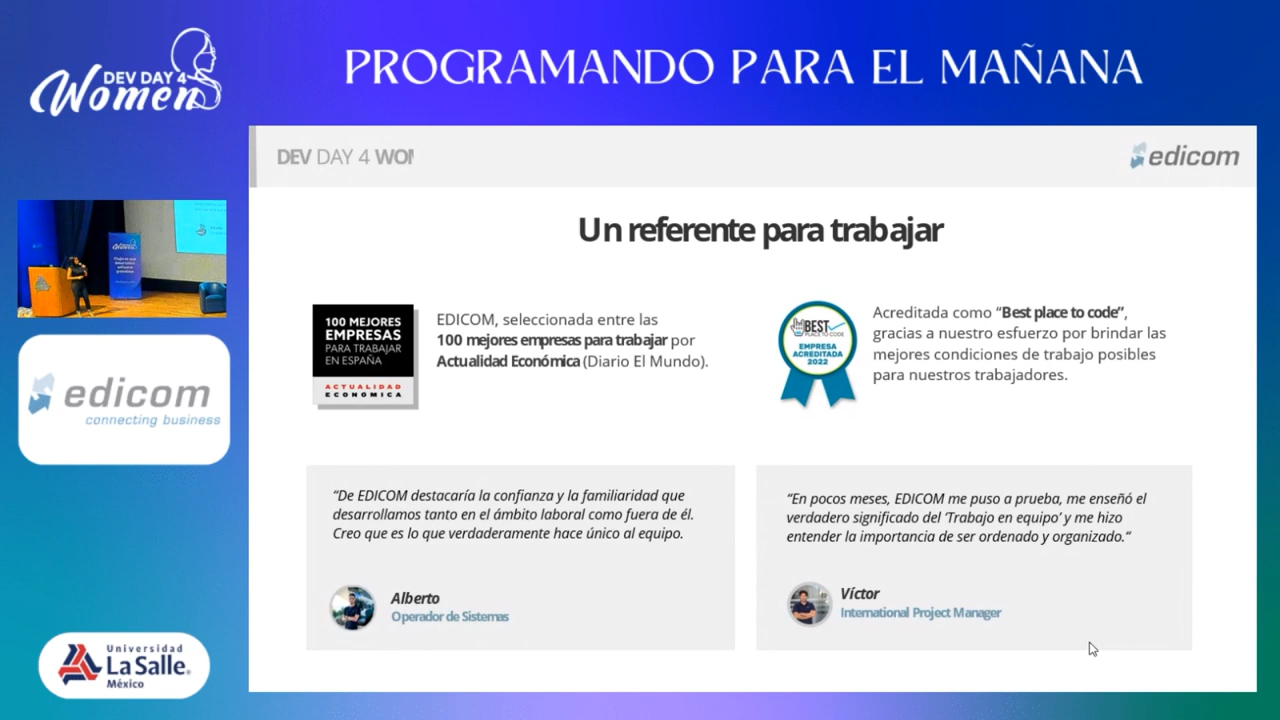 DEV DAY 4
Women
PROGRAMANDO PARA EL MAÑANA
DEV DAY 4 WOM
edicom
Un referente para trabajar
100 MEJORES
EMPRESAS
PARA TRABAJAR
EN ESPAÑA
ACTUALIDAD
ECONÓMICA
EDICOM, seleccionada entre las
100 mejores empresas para trabajar por
Actualidad Económica (Diario El Mundo).
BEST
PLACE TO CODE
EMPRESA
ACREDITADA
2022
Acreditada como “Best place to code”,
gracias a nuestro esfuerzo por brindar las
mejores condiciones de trabajo posibles
para nuestros trabajadores.
edicom
connecting business
“De EDICOM destacaría la confianza y la familiaridad que
desarrollamos tanto en el ámbito laboral como fuera de él.
Creo que es lo que verdaderamente hace único al equipo.
Alberto
Operador de Sistemas
“En pocos meses, EDICOM me puso a prueba, me enseñó el
verdadero significado del ‘Trabajo en equipo’ y me hizo
entender la importancia de ser ordenado y organizado.”
Víctor
International Project Manager
Universidad
La Salle®
México